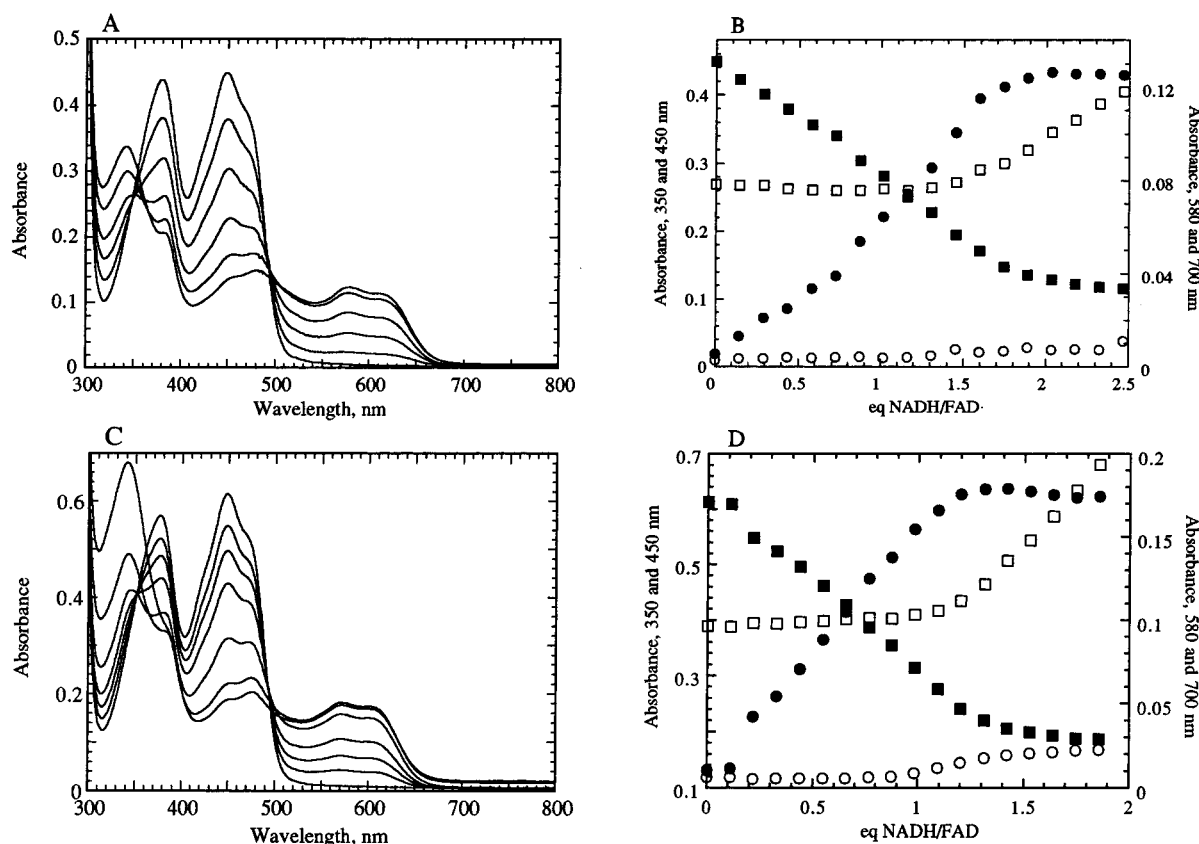 A
0.5
0.4
0.3
0.2
0.1
0
Absorbance
300 400 500 600 700 800
Wavelength, nm
B
0.4
0.3
0.2
0.1
0
Absorbance, 350 and 450 nm
0.12
0.08
0.04
0
Absorbance, 580 and 700 nm
0 0.5 1 1.5 2 2.5
eq NADH/FAD
C
0.6
0.4
0.2
0
Absorbance
300 400 500 600 700 800
Wavelength, nm
D
0.7
0.5
0.3
0.1
Absorbance, 350 and 450 nm
0.2
0.15
0.1
0.05
0
Absorbance, 580 and 700 nm
0 0.5 1 1.5 2
eq NADH/FAD